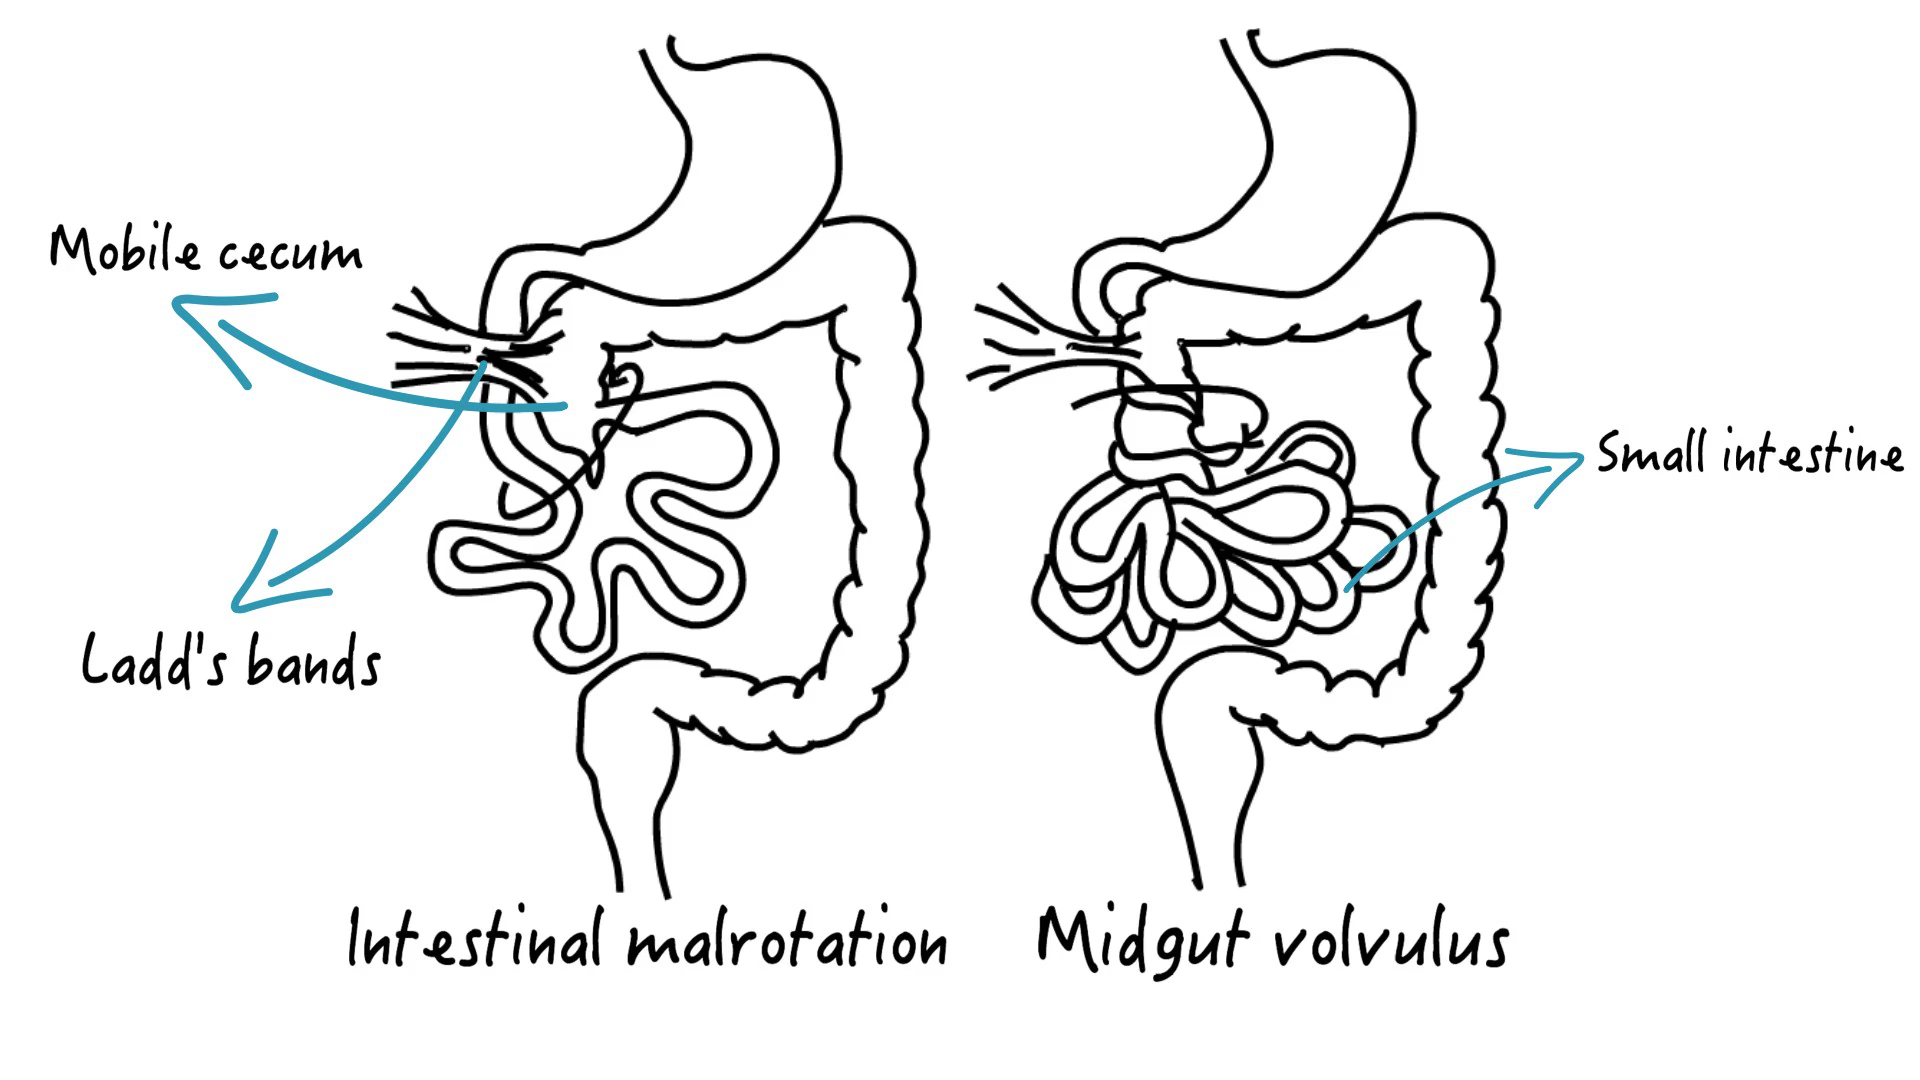 Mobile cecum
Ladd's bands
Small intestine
Intestinal malrotation
Midgut volvulus